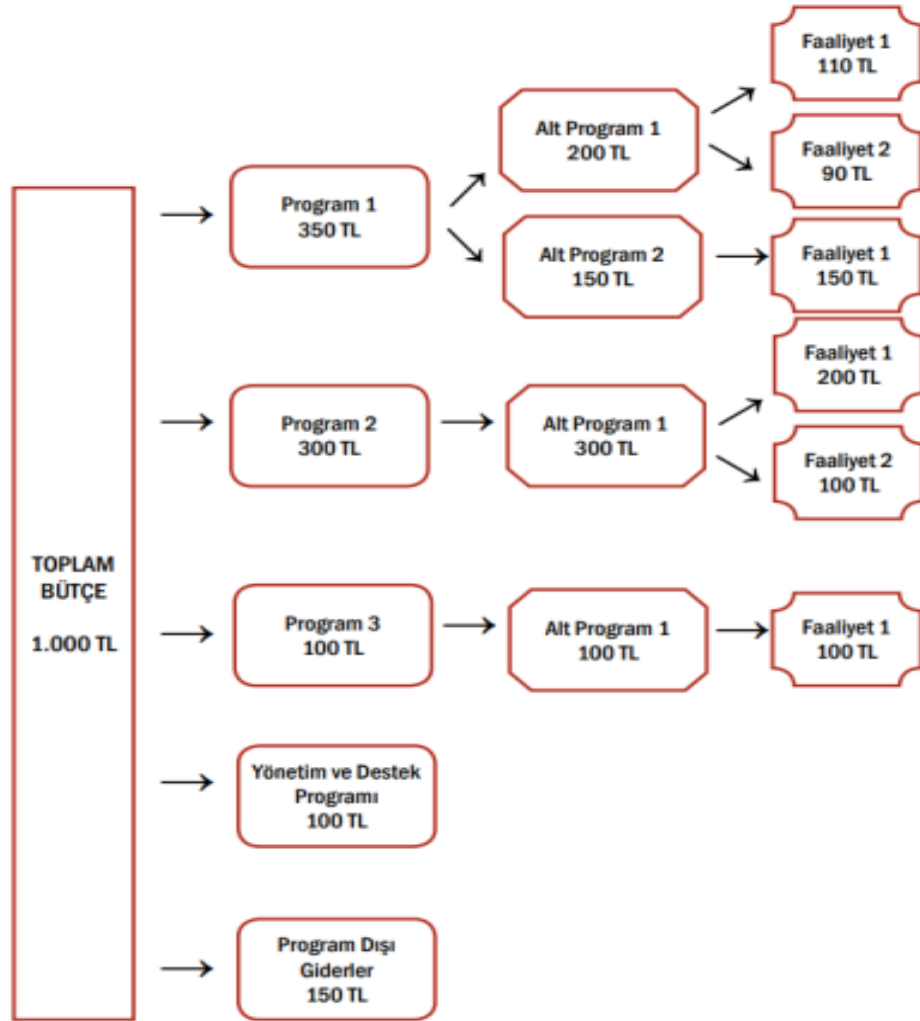 Faaliyet 1
110 TL
Alt Program 1
200 TL
Faaliyet 2
90 TL
Program 1
350 TL
Alt Program 2
150 TL
Faaliyet 1
150 TL
Faaliyet 1
200 TL
Program 2
300 TL
Alt Program 1
300 TL
Faaliyet 2
100 TL
TOPLAM
BÜTÇE
1.000 TL
Program 3
100 TL
Alt Program 1
100 TL
Faaliyet 1
100 TL
Yönetim ve Destek
Programı
100 TL
Program Dışı
Giderler
150 TL